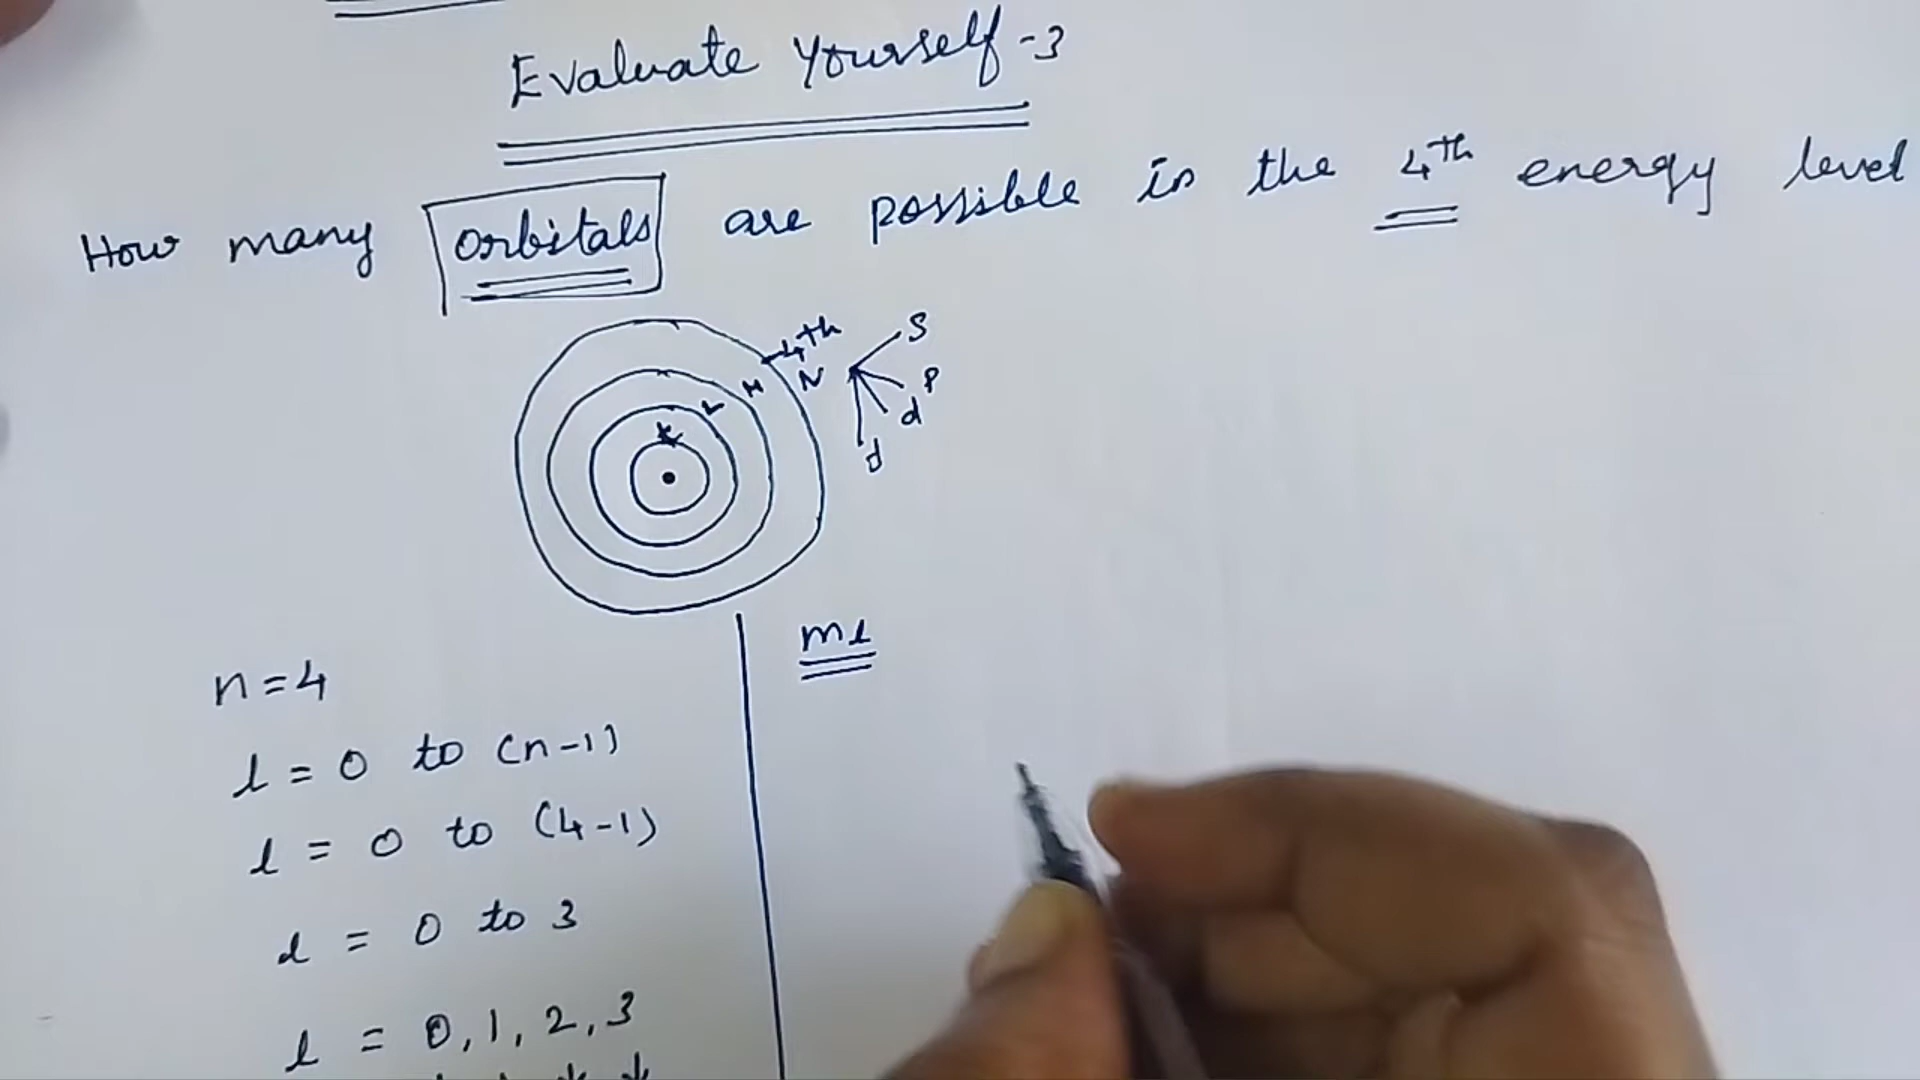 Evaluate Yourself-3
How many orbitals are possible in the 4th energy level
4th
S
K L M N
p
d
d
ml
n=4
l = 0 to (n-1)
l = 0 to (4-1)
l = 0 to 3
l = 0, 1, 2, 3